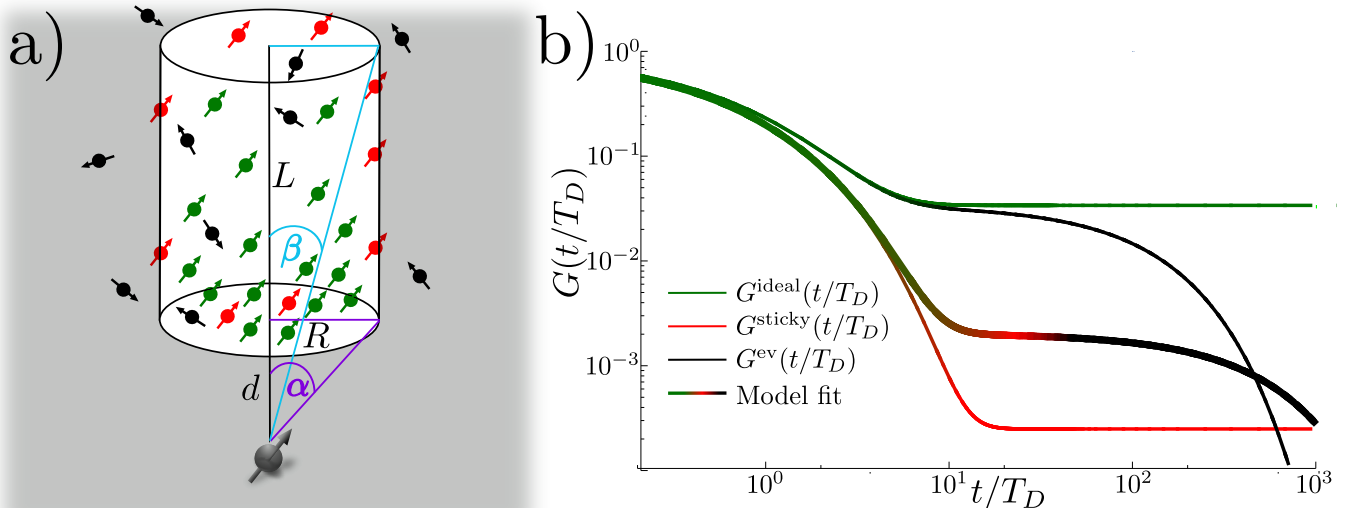 a)
L
β
R
d
α
b)
G(t/T_D)
10^0
10^-1
10^-2
10^-3
G^ideal(t/T_D)
G^sticky(t/T_D)
G^ev(t/T_D)
Model fit
10^0
10^1
10^2
10^3
t/T_D